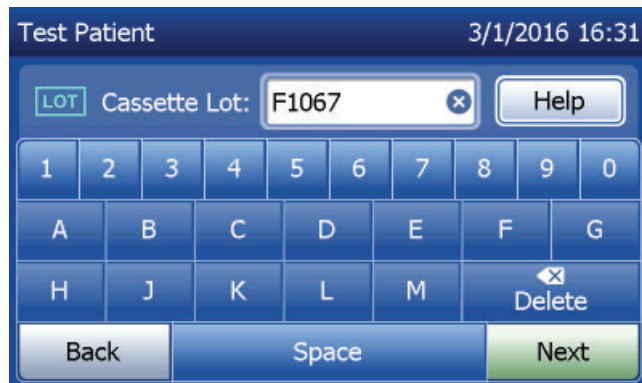 Test Patient 3/1/2016 16:31
LOT Cassette Lot: F1067 Help
1 2 3 4 5 6 7 8 9 0
A B C D E F G
H J K L M Delete
Back Space Next